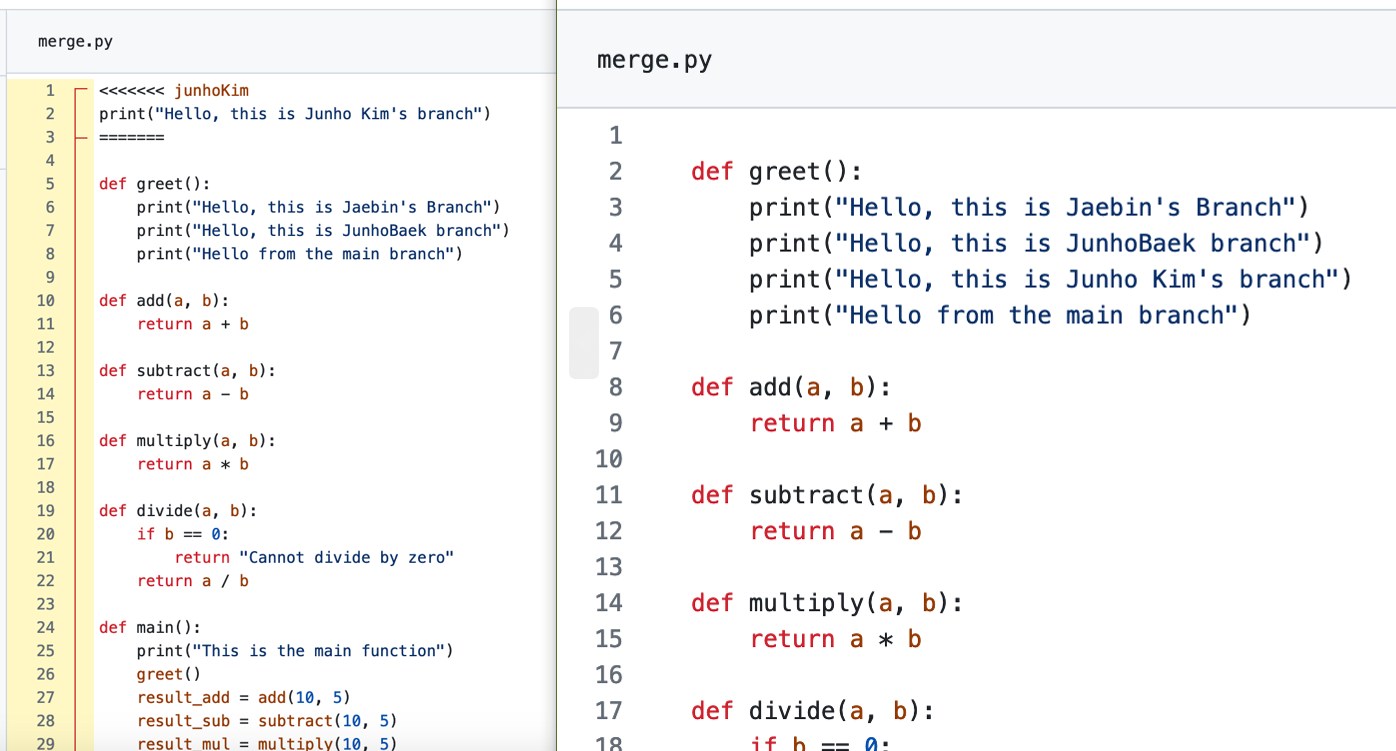 merge.py
1 <<<<<<< junhoKim
2 print("Hello, this is Junho Kim's branch")
3 =======
4
5 def greet():
6     print("Hello, this is Jaebin's Branch")
7     print("Hello, this is JunhoBaek branch")
8     print("Hello from the main branch")
9
10 def add(a, b):
11     return a + b
12
13 def subtract(a, b):
14     return a - b
15
16 def multiply(a, b):
17     return a * b
18
19 def divide(a, b):
20     if b == 0:
21         return "Cannot divide by zero"
22     return a / b
23
24 def main():
25     print("This is the main function")
26     greet()
27     result_add = add(10, 5)
28     result_sub = subtract(10, 5)
29     result_mul = multiply(10, 5)
merge.py
1
2 def greet():
3     print("Hello, this is Jaebin's Branch")
4     print("Hello, this is JunhoBaek branch")
5     print("Hello, this is Junho Kim's branch")
6     print("Hello from the main branch")
7
8 def add(a, b):
9     return a + b
10
11 def subtract(a, b):
12     return a - b
13
14 def multiply(a, b):
15     return a * b
16
17 def divide(a, b):
18     if b == 0: